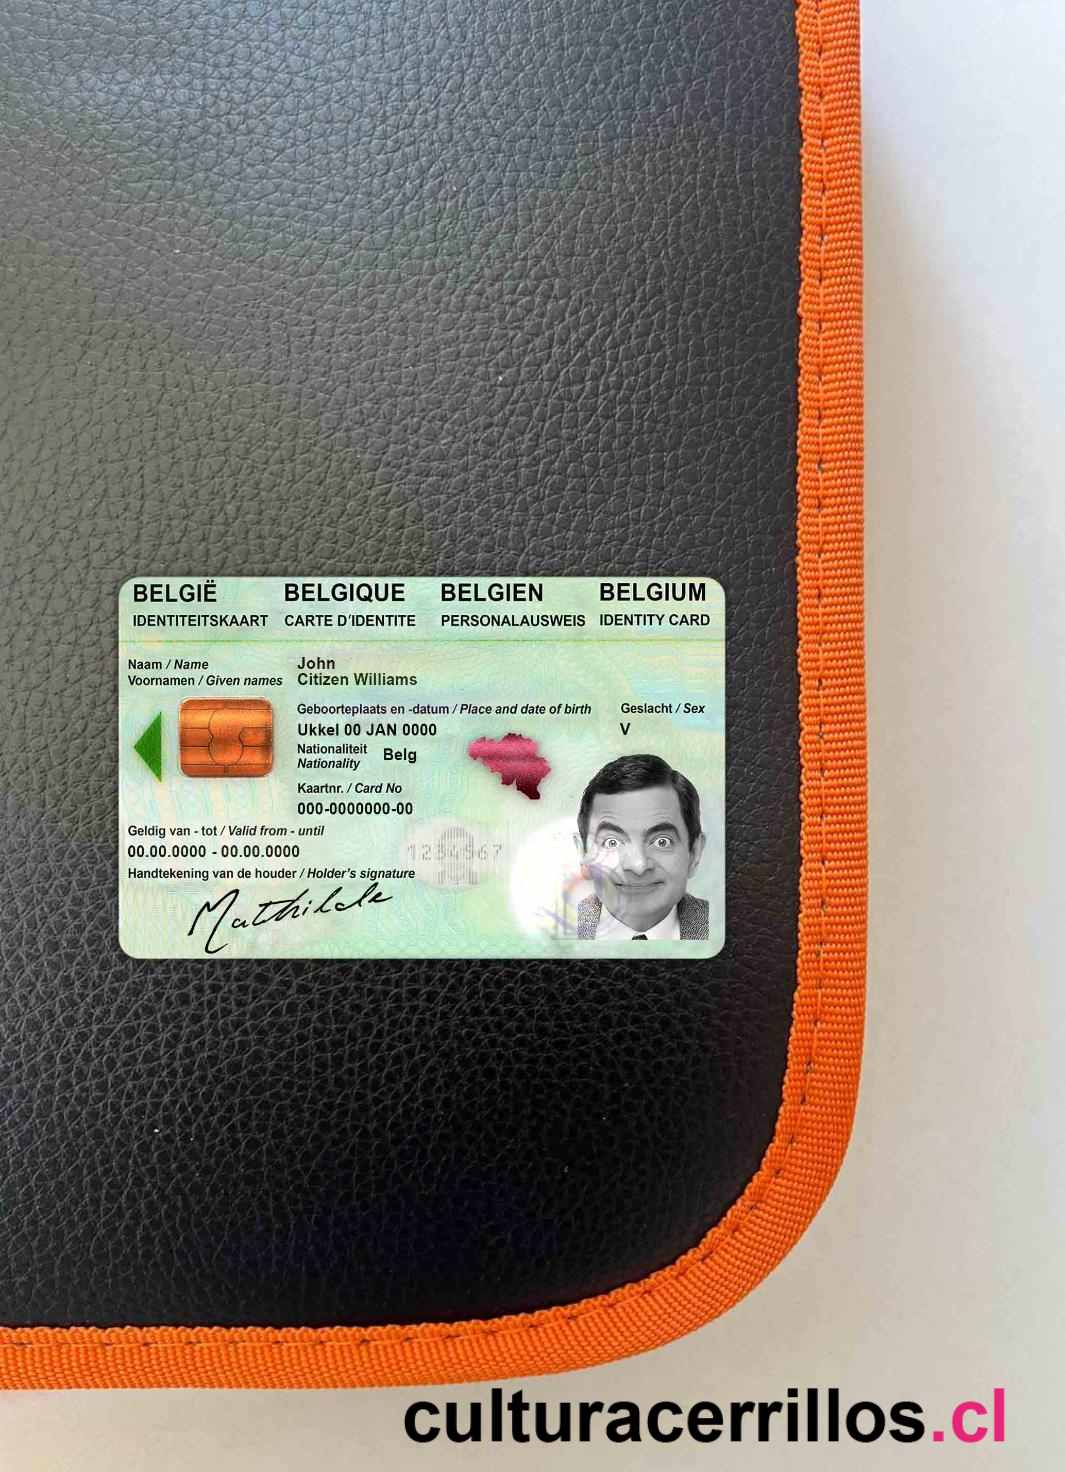 BELGIË BELGIQUE BELGIEN BELGIUM
IDENTITEITSKAART CARTE D'IDENTITE PERSONALAUSWEIS IDENTITY CARD
Naam / Name John
Voornamen / Given names Citizen Williams
Geboorteplaats en -datum / Place and date of birth Geslacht / Sex
Ukkel 00 JAN 0000 V
Nationaliteit
Nationality Belg
Kaartnr. / Card No
000-0000000-00
Geldig van - tot / Valid from - until
00.00.0000 - 00.00.0000
1234567
Handtekening van de houder / Holder's signature
Mathilde
culturacerrillos.cl